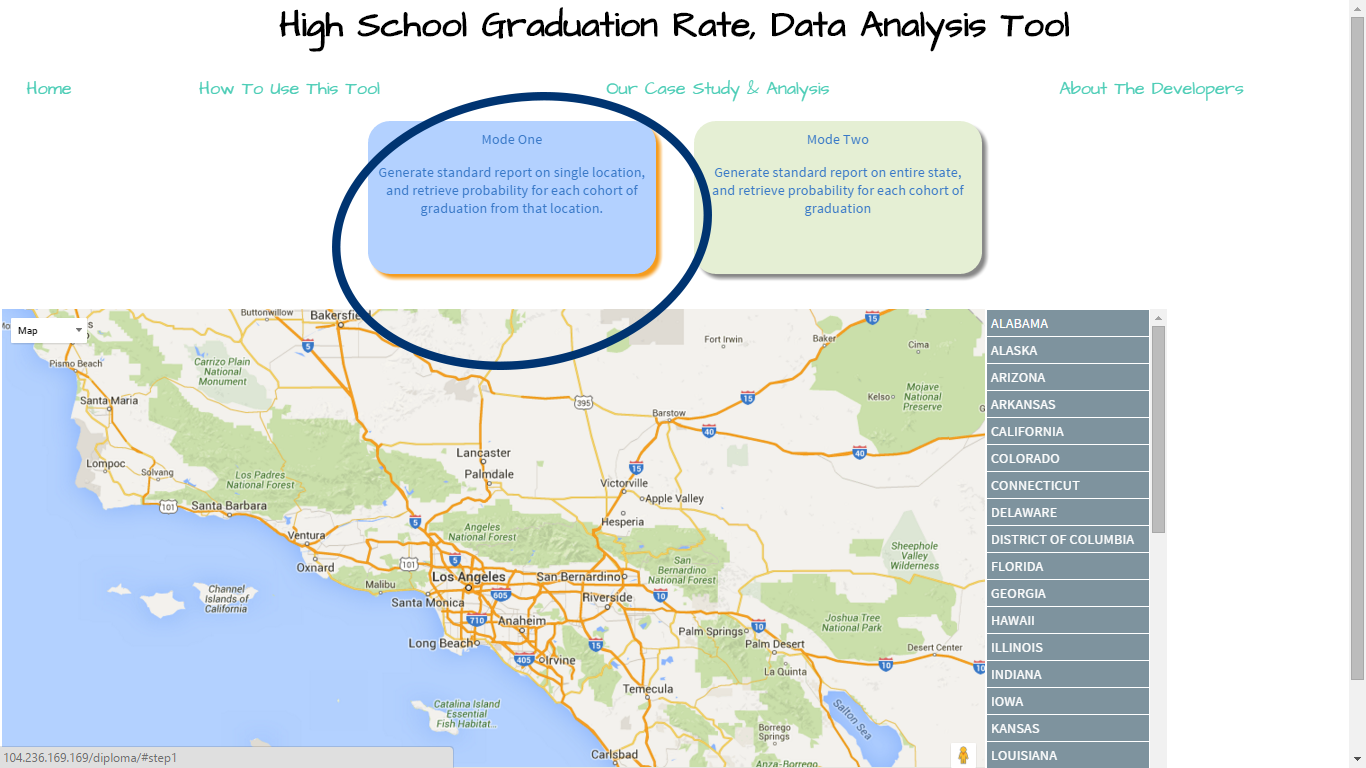 High School Graduation Rate, Data Analysis Tool
Home
How To Use This Tool
Our Case Study & Analysis
About The Developers
Mode One
Generate standard report on single location,
and retrieve probability for each cohort of
graduation from that location.
Mode Two
Generate standard report on entire state,
and retrieve probability for each cohort of
graduation
Map
Buttonwillow
Bakersfield
5
15
Fort Irwin
Baker
Cima
Pismo Beach
Carrizo Plain
National
Monument
Santa Maria
395
15
Kelso
Mojave
National
Preserve
Barstow
40
40
Lompoc
Solvang
Los Padres
National Forest
Lancaster
Palmdale
15
Victorville
Apple Valley
101
Santa Barbara
5
Hesperia
Ventura
Angeles
National Forest
Sheephole
Valley
Wilderness
Oxnard
101
5
Malibu
Los Angeles
San Bernardino
San
Bernardino
National Forest
Channel
Islands of
California
Santa Monica
605
Riverside
10
710
Anaheim
Palm Springs
10
Joshua Tree
National Park
Long Beach
405
Irvine
15
Palm Desert
Desert Center
10
10
La Quinta
Temecula
Catalina Island
Essential
Fish Habitat...
Salton Sea
Borrego
Springs
Carlsbad
Anza-Borrego
ALABAMA
ALASKA
ARIZONA
ARKANSAS
CALIFORNIA
COLORADO
CONNECTICUT
DELAWARE
DISTRICT OF COLUMBIA
FLORIDA
GEORGIA
HAWAII
ILLINOIS
INDIANA
IOWA
KANSAS
LOUISIANA
104.236.169.169/diploma/#step1